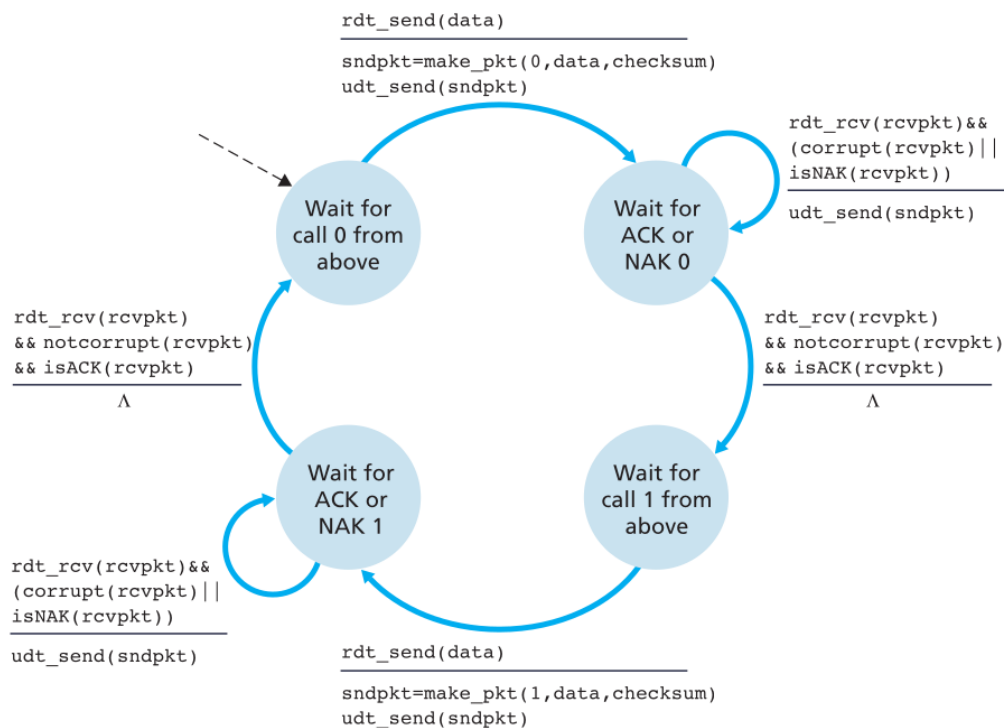 rdt_send(data)
sndpkt=make_pkt(0,data,checksum)
udt_send(sndpkt)
rdt_rcv(rcvpkt)&&
(corrupt(rcvpkt)||
isNAK(rcvpkt))
udt_send(sndpkt)
Wait for
call 0 from
above
Wait for
ACK or
NAK 0
rdt_rcv(rcvpkt)
&& notcorrupt(rcvpkt)
&& isACK(rcvpkt)
Λ
rdt_rcv(rcvpkt)
&& notcorrupt(rcvpkt)
&& isACK(rcvpkt)
Λ
Wait for
ACK or
NAK 1
Wait for
call 1 from
above
rdt_rcv(rcvpkt)&&
(corrupt(rcvpkt)||
isNAK(rcvpkt))
udt_send(sndpkt)
rdt_send(data)
sndpkt=make_pkt(1,data,checksum)
udt_send(sndpkt)